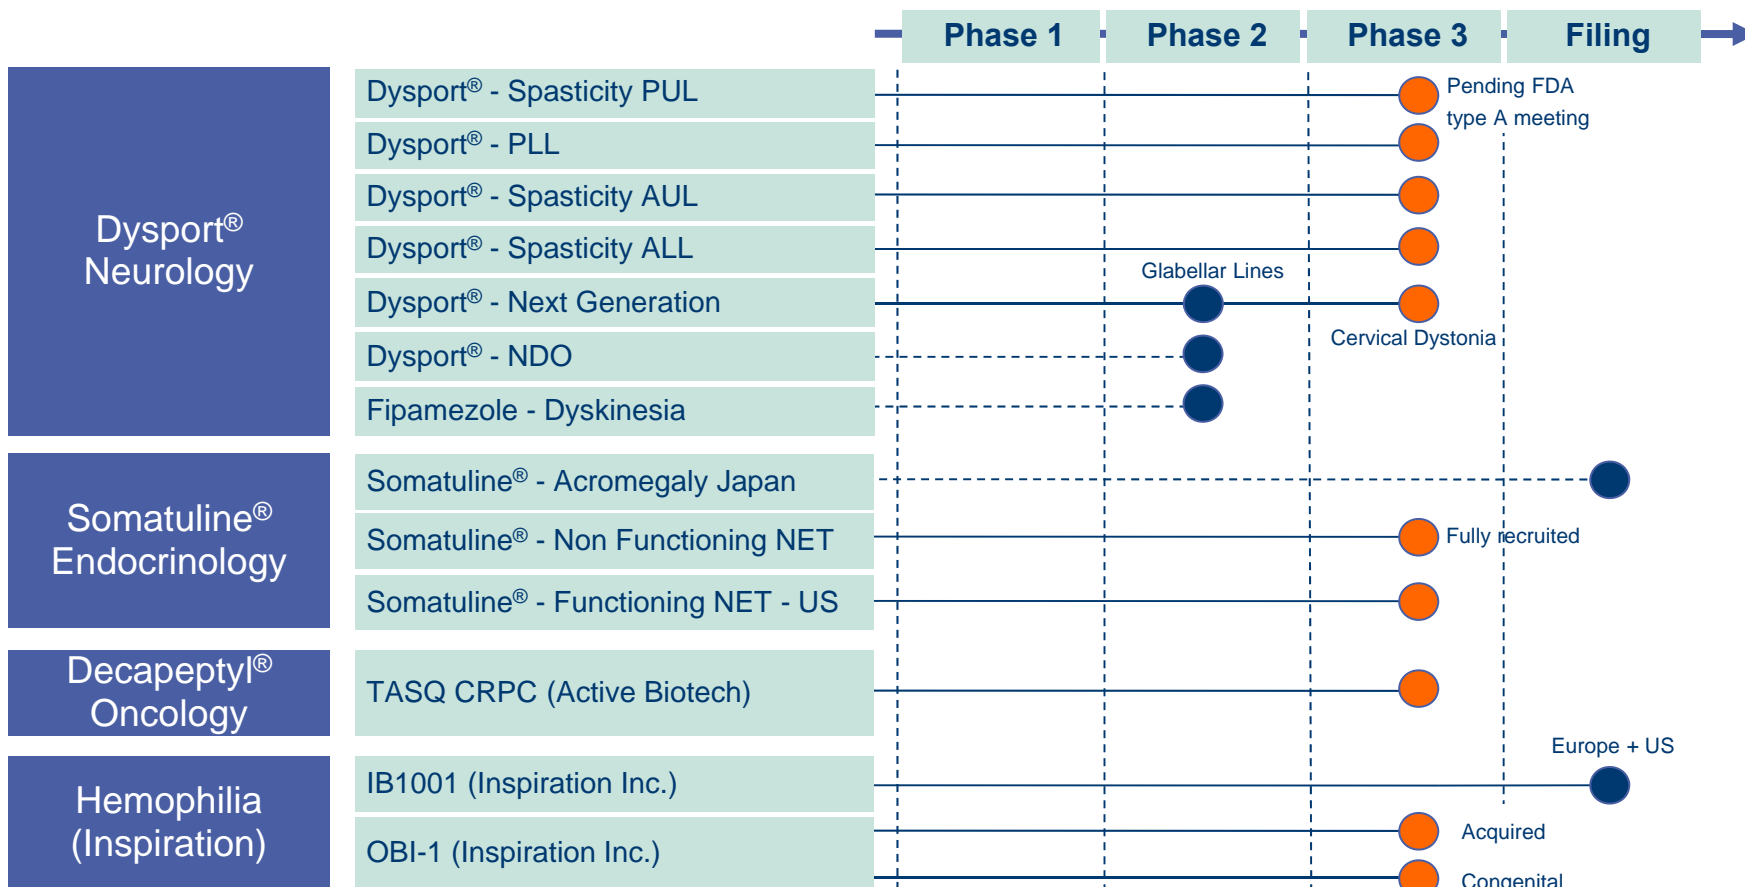 Phase 1 Phase 2 Phase 3 Filing
Dysport®
Neurology
Dysport® - Spasticity PUL
Pending FDA
type A meeting
Dysport® - PLL
Dysport® - Spasticity AUL
Dysport® - Spasticity ALL
Glabellar Lines
Dysport® - Next Generation
Cervical Dystonia
Dysport® - NDO
Fipamezole - Dyskinesia
Somatuline®
Endocrinology
Somatuline® - Acromegaly Japan
Somatuline® - Non Functioning NET
Fully recruited
Somatuline® - Functioning NET - US
Decapeptyl®
Oncology
TASQ CRPC (Active Biotech)
Hemophilia
(Inspiration)
Europe + US
IB1001 (Inspiration Inc.)
OBI-1 (Inspiration Inc.)
Acquired
Congenital